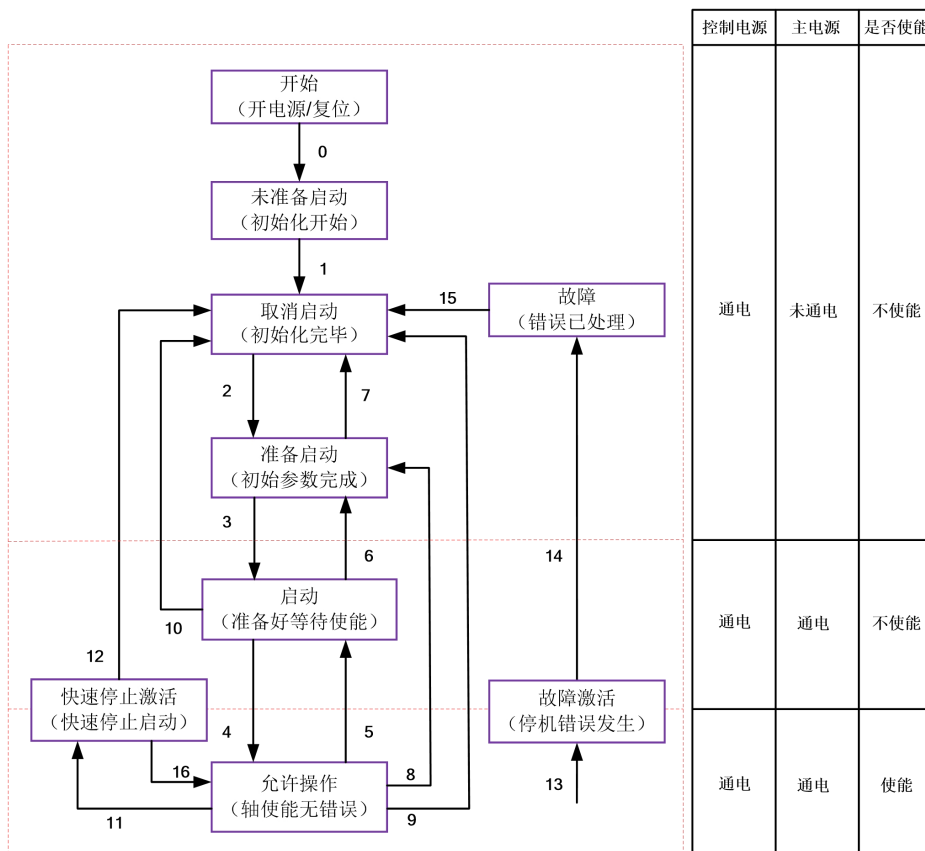 控制电源 主电源 是否使能
开始
（开电源/复位）
0
未准备启动
（初始化开始）
1
取消启动
（初始化完毕）
15
故障
（错误已处理）
通电 未通电 不使能
2
7
准备启动
（初始参数完成）
3
6
14
启动
（准备好等待使能）
10
通电 通电 不使能
12
快速停止激活
（快速停止启动）
4
5
故障激活
（停机错误发生）
16
允许操作
（轴使能无错误）
8
13
11
9
通电 通电 使能